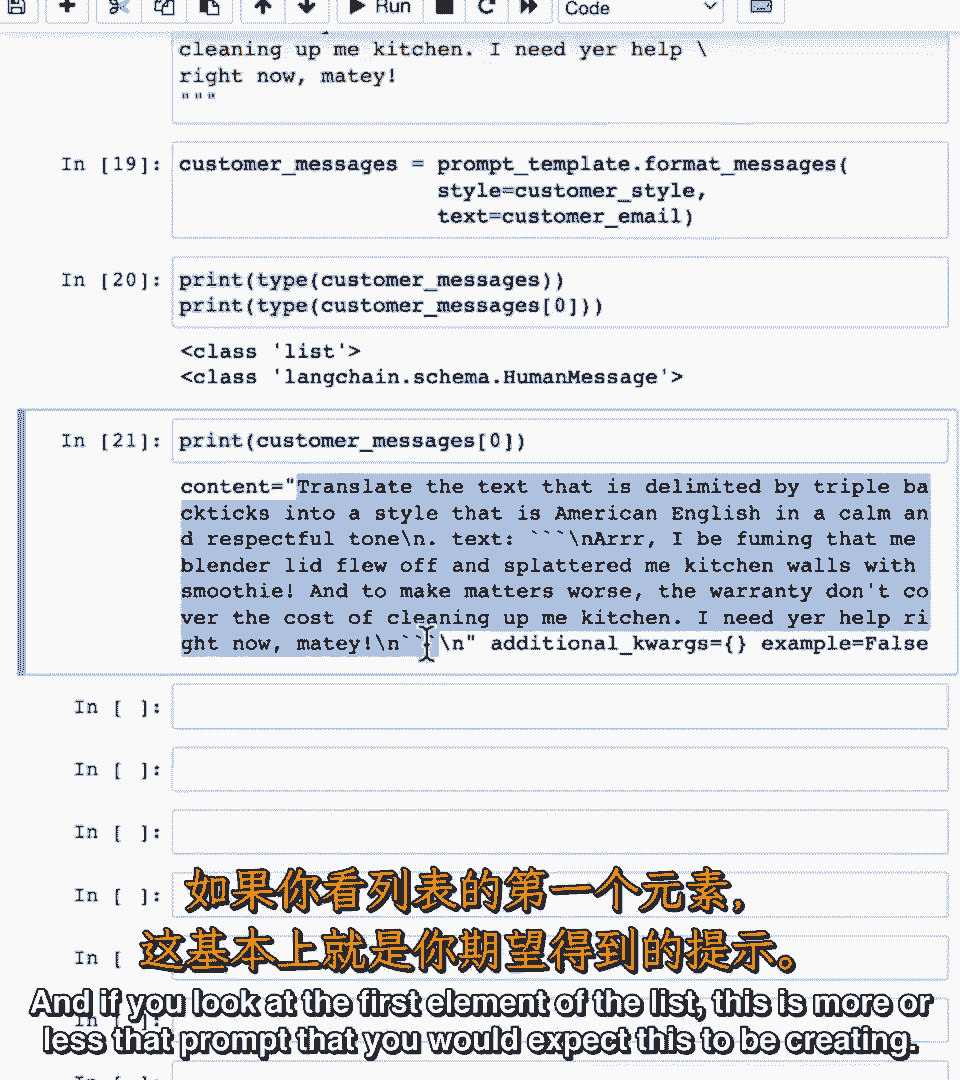 Run
Code
cleaning up me kitchen. I need yer help \
right now, matey!
"""
In [19]: customer_messages = prompt_template.format_messages(
style=customer_style,
text=customer_email)
In [20]: print(type(customer_messages))
print(type(customer_messages[0]))
<class 'list'>
<class 'langchain.schema.HumanMessage'>
In [21]: print(customer_messages[0])
content="Translate the text that is delimited by triple ba
ckticks into a style that is American English in a calm an
d respectful tone\n. text: ```\nArrr, I be fuming that me
blender lid flew off and splattered me kitchen walls with
smoothie! And to make matters worse, the warranty don't co
ver the cost of cleaning up me kitchen. I need yer help ri
ght now, matey!\n```\n" additional_kwargs={} example=False
In [ ]:
In [ ]:
In [ ]:
In [ ]:
如果你看列表的第一个元素，
In [
这基本上就是你期望得到的提示。
And if you look at the first element of the list, this is more or
less that prompt that you would expect this to be creating.